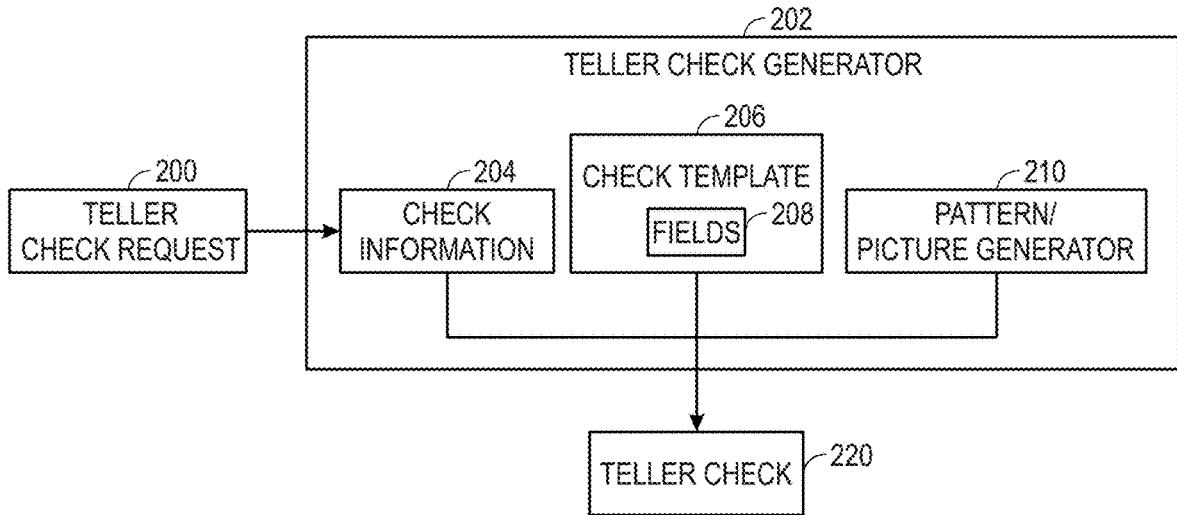 202
TELLER CHECK GENERATOR
206
200
204
CHECK TEMPLATE
210
TELLER
CHECK REQUEST
CHECK
INFORMATION
FIELDS
208
PATTERN/
PICTURE GENERATOR
TELLER CHECK
220